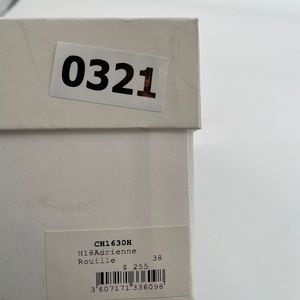 0321
CH1630H
H18Adrienne
Rouille 38
$ 255
3 607171 336098